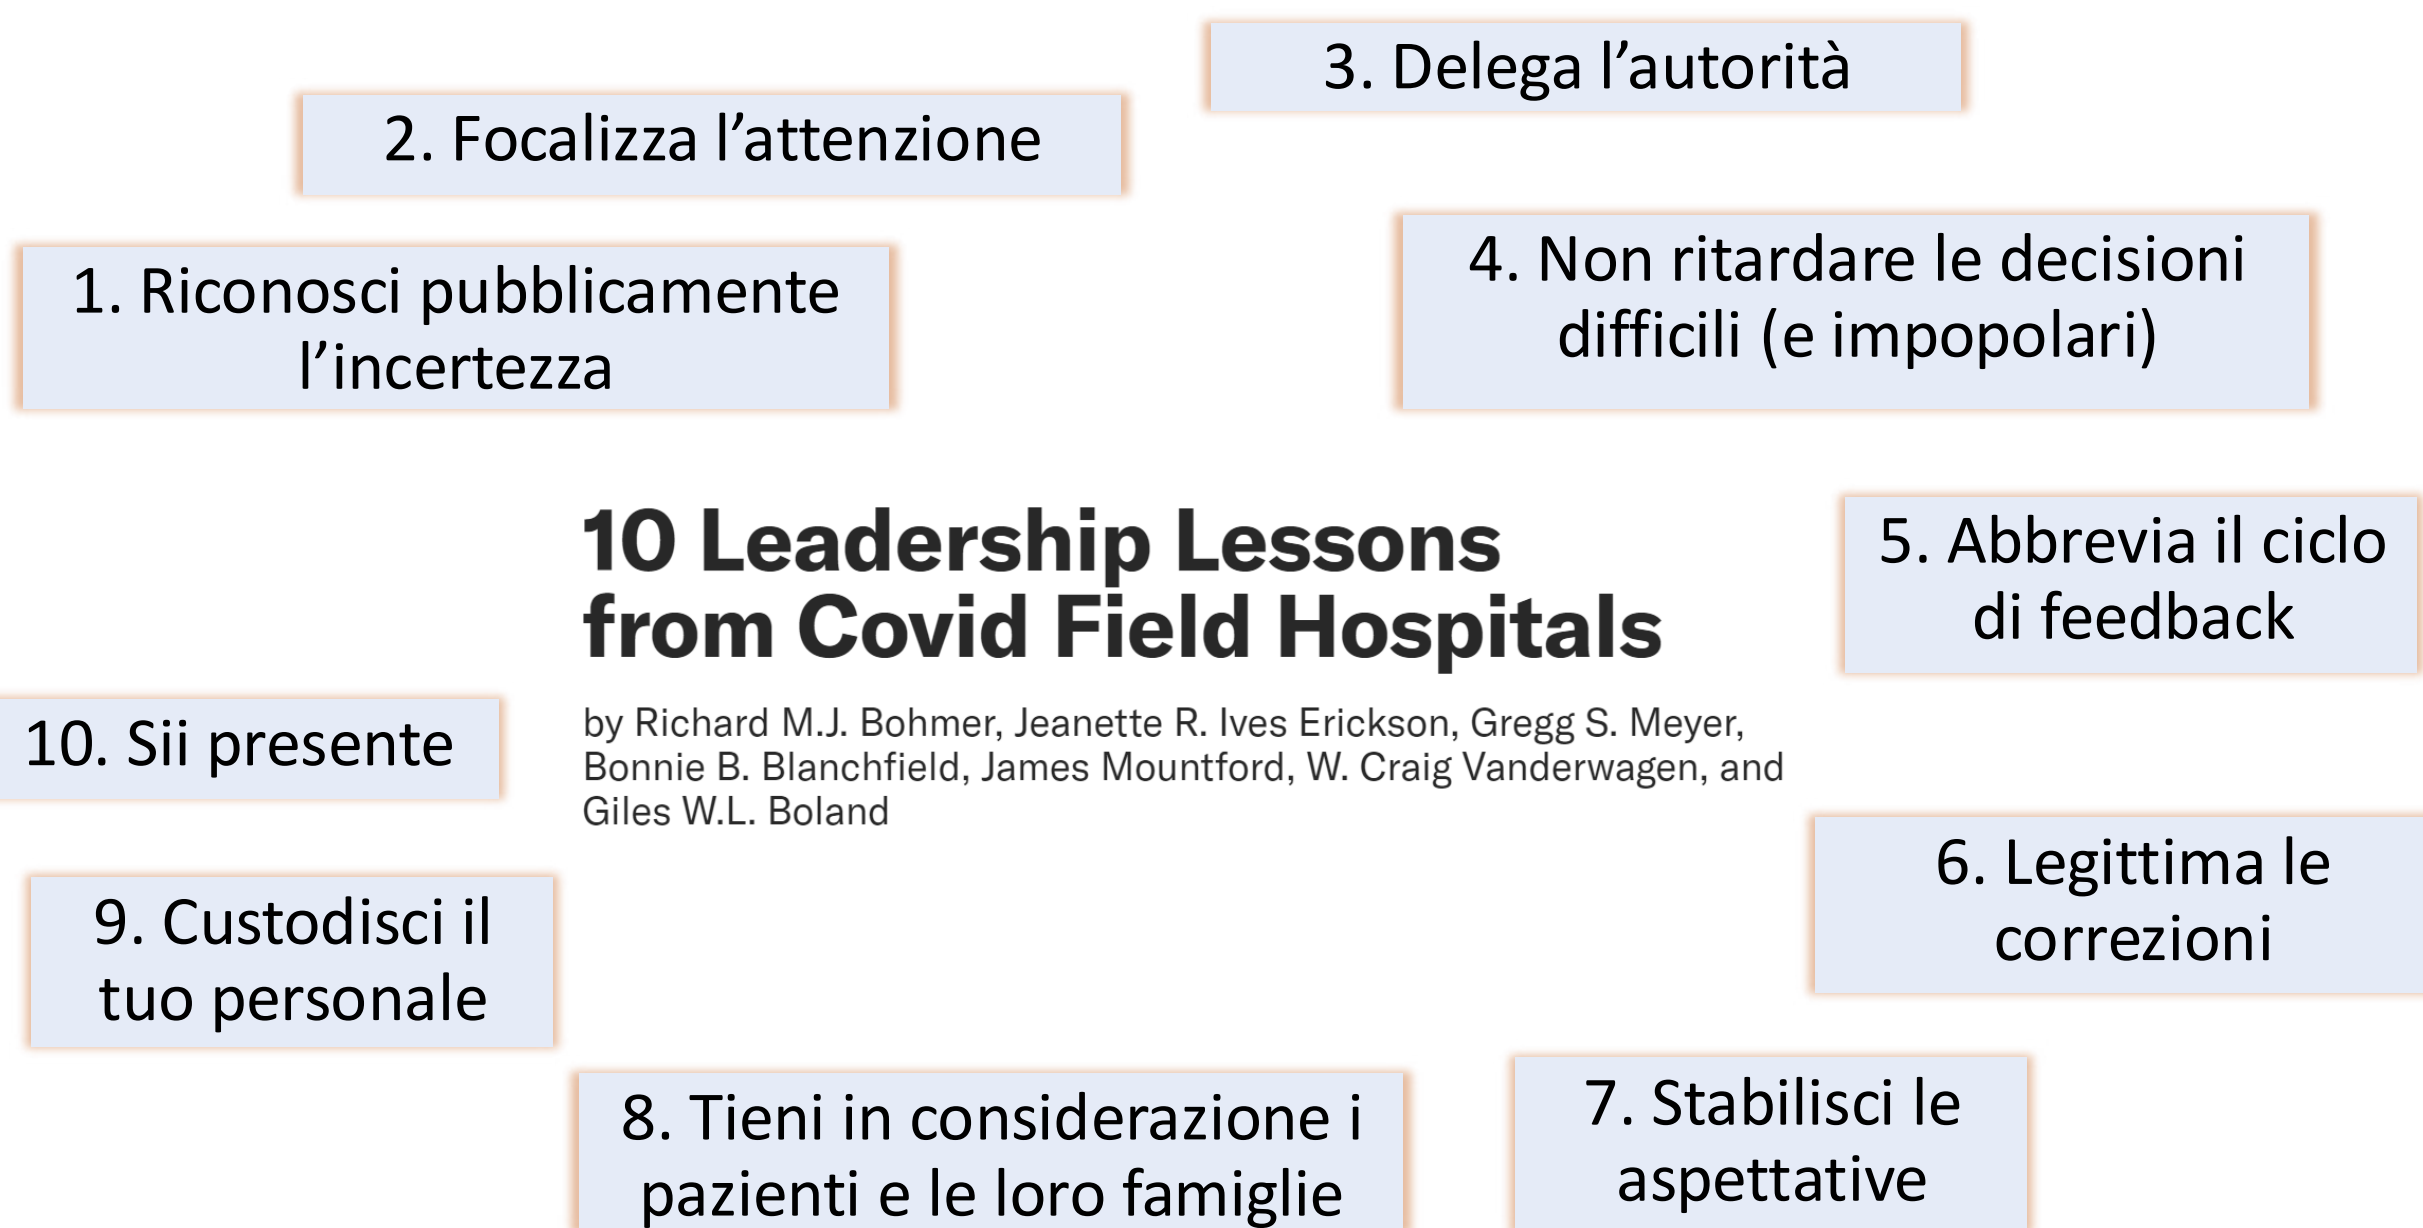 3. Delega l’autorità
2. Focalizza l’attenzione
1. Riconosci pubblicamente
l’incertezza
4. Non ritardare le decisioni
difficili (e impopolari)
10 Leadership Lessons
from Covid Field Hospitals
by Richard M.J. Bohmer, Jeanette R. Ives Erickson, Gregg S. Meyer,
Bonnie B. Blanchfield, James Mountford, W. Craig Vanderwagen, and
Giles W.L. Boland
5. Abbrevia il ciclo
di feedback
10. Sii presente
6. Legittima le
correzioni
9. Custodisci il
tuo personale
8. Tieni in considerazione i
pazienti e le loro famiglie
7. Stabilisci le
aspettative